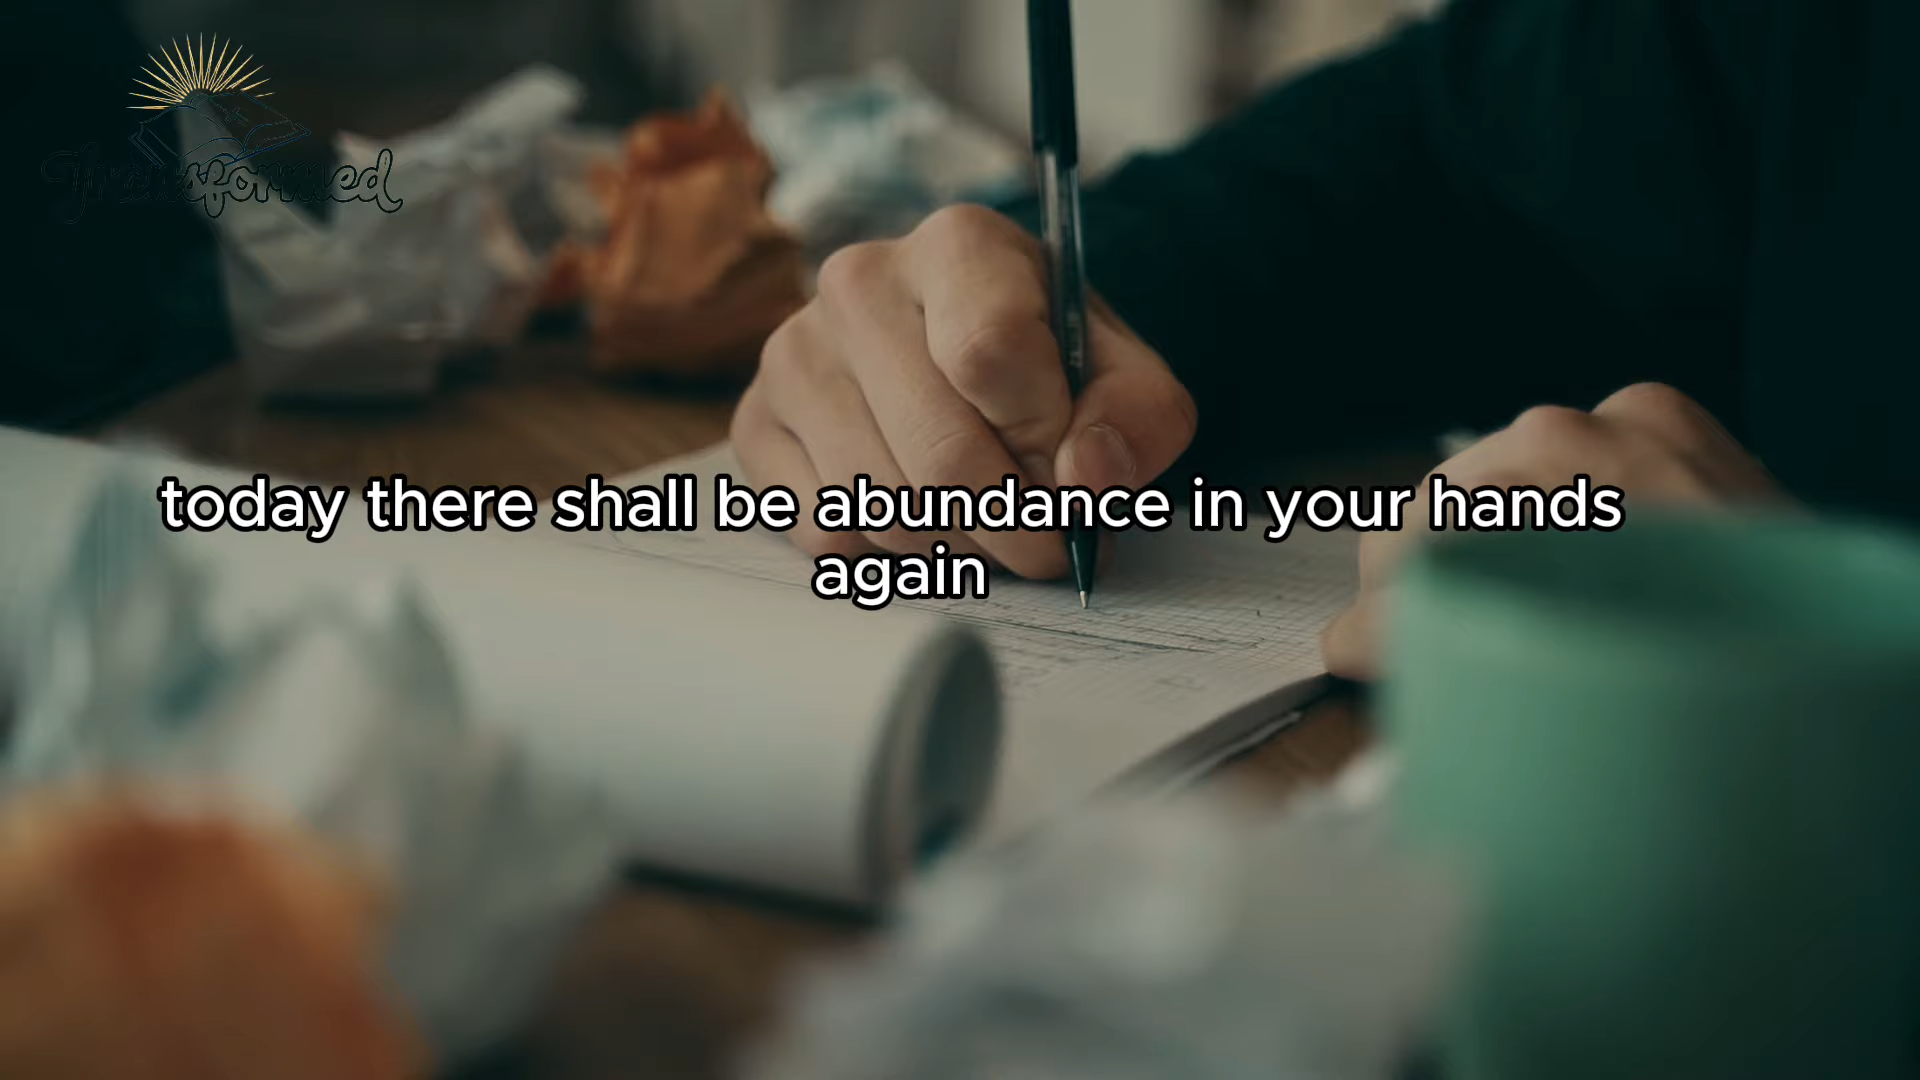 Transformed
today there shall be abundance in your hands
again